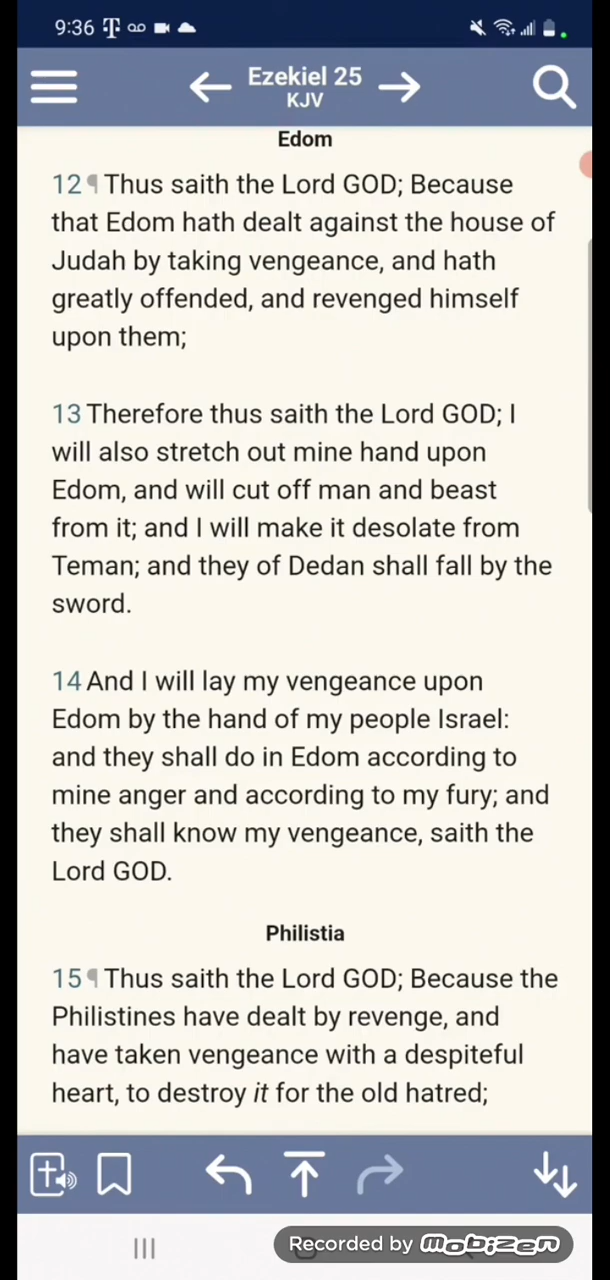 9:36
Ezekiel 25
KJV
Edom
12 ¶ Thus saith the Lord GOD; Because
that Edom hath dealt against the house of
Judah by taking vengeance, and hath
greatly offended, and revenged himself
upon them;
13 Therefore thus saith the Lord GOD; I
will also stretch out mine hand upon
Edom, and will cut off man and beast
from it; and I will make it desolate from
Teman; and they of Dedan shall fall by the
sword.
14 And I will lay my vengeance upon
Edom by the hand of my people Israel:
and they shall do in Edom according to
mine anger and according to my fury; and
they shall know my vengeance, saith the
Lord GOD.
Philistia
15 ¶ Thus saith the Lord GOD; Because the
Philistines have dealt by revenge, and
have taken vengeance with a despiteful
heart, to destroy it for the old hatred;
Recorded by mobizen